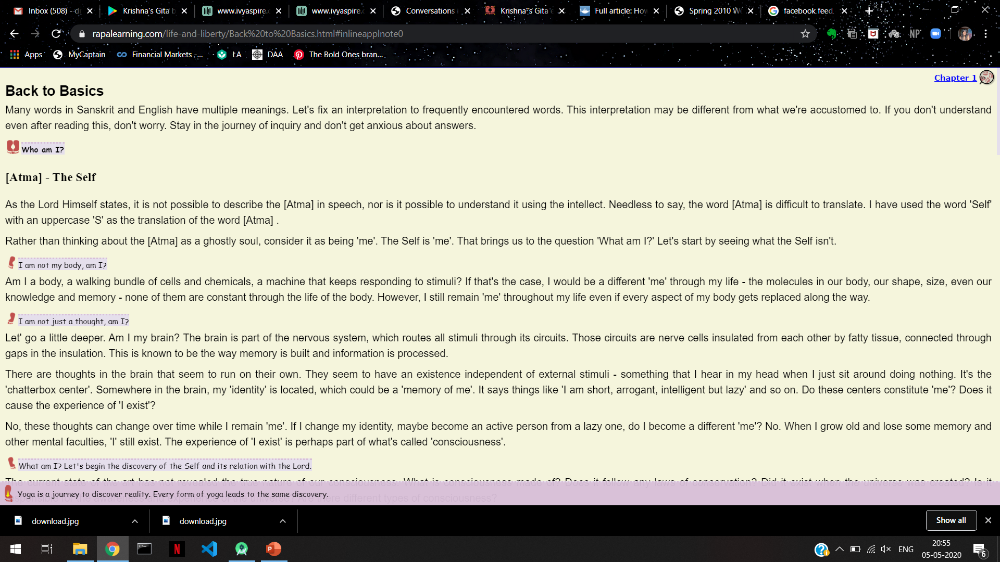 Inbox (508) - d
Krishna's Gita b
www.ivyaspire.c
www.ivyaspire.c
Conversations i
Krishna"s Gita e
Full article: How
Spring 2010 W
facebook feed
rapalearning.com/life-and-liberty/Back%20to%20Basics.html#inlineapplnote0
NP
Apps
MyCaptain
Financial Markets -...
LA
DAA
The Bold Ones bran...
Chapter 1
Back to Basics
Many words in Sanskrit and English have multiple meanings. Let's fix an interpretation to frequently encountered words. This interpretation may be different from what we're accustomed to. If you don't understand
even after reading this, don't worry. Stay in the journey of inquiry and don't get anxious about answers.
Who am I?
[Atma] - The Self
As the Lord Himself states, it is not possible to describe the [Atma] in speech, nor is it possible to understand it using the intellect. Needless to say, the word [Atma] is difficult to translate. I have used the word 'Self'
with an uppercase 'S' as the translation of the word [Atma] .
Rather than thinking about the [Atma] as a ghostly soul, consider it as being 'me'. The Self is 'me'. That brings us to the question 'What am I?' Let's start by seeing what the Self isn't.
I am not my body, am I?
Am I a body, a walking bundle of cells and chemicals, a machine that keeps responding to stimuli? If that's the case, I would be a different 'me' through my life - the molecules in our body, our shape, size, even our
knowledge and memory - none of them are constant through the life of the body. However, I still remain 'me' throughout my life even if every aspect of my body gets replaced along the way.
I am not just a thought, am I?
Let' go a little deeper. Am I my brain? The brain is part of the nervous system, which routes all stimuli through its circuits. Those circuits are nerve cells insulated from each other by fatty tissue, connected through
gaps in the insulation. This is known to be the way memory is built and information is processed.
There are thoughts in the brain that seem to run on their own. They seem to have an existence independent of external stimuli - something that I hear in my head when I just sit around doing nothing. It's the
'chatterbox center'. Somewhere in the brain, my 'identity' is located, which could be a 'memory of me'. It says things like 'I am short, arrogant, intelligent but lazy' and so on. Do these centers constitute 'me'? Does it
cause the experience of 'I exist'?
No, these thoughts can change over time while I remain 'me'. If I change my identity, maybe become an active person from a lazy one, do I become a different 'me'? No. When I grow old and lose some memory and
other mental faculties, 'I' still exist. The experience of 'I exist' is perhaps part of what's called 'consciousness'.
What am I? Let's begin the discovery of the Self and its relation with the Lord.
The current state of the art has not revealed the true nature of our consciousness. What is consciousness made of? Does it follow any laws of conservation? Did it exist when the universe was created? Is it
Yoga is a journey to discover reality. Every form of yoga leads to the same discovery.
responsible for the awareness and experience of the universe? Are there different types of consciousness?
download.jpg
download.jpg
Show all
ENG
20:55
05-05-2020
6